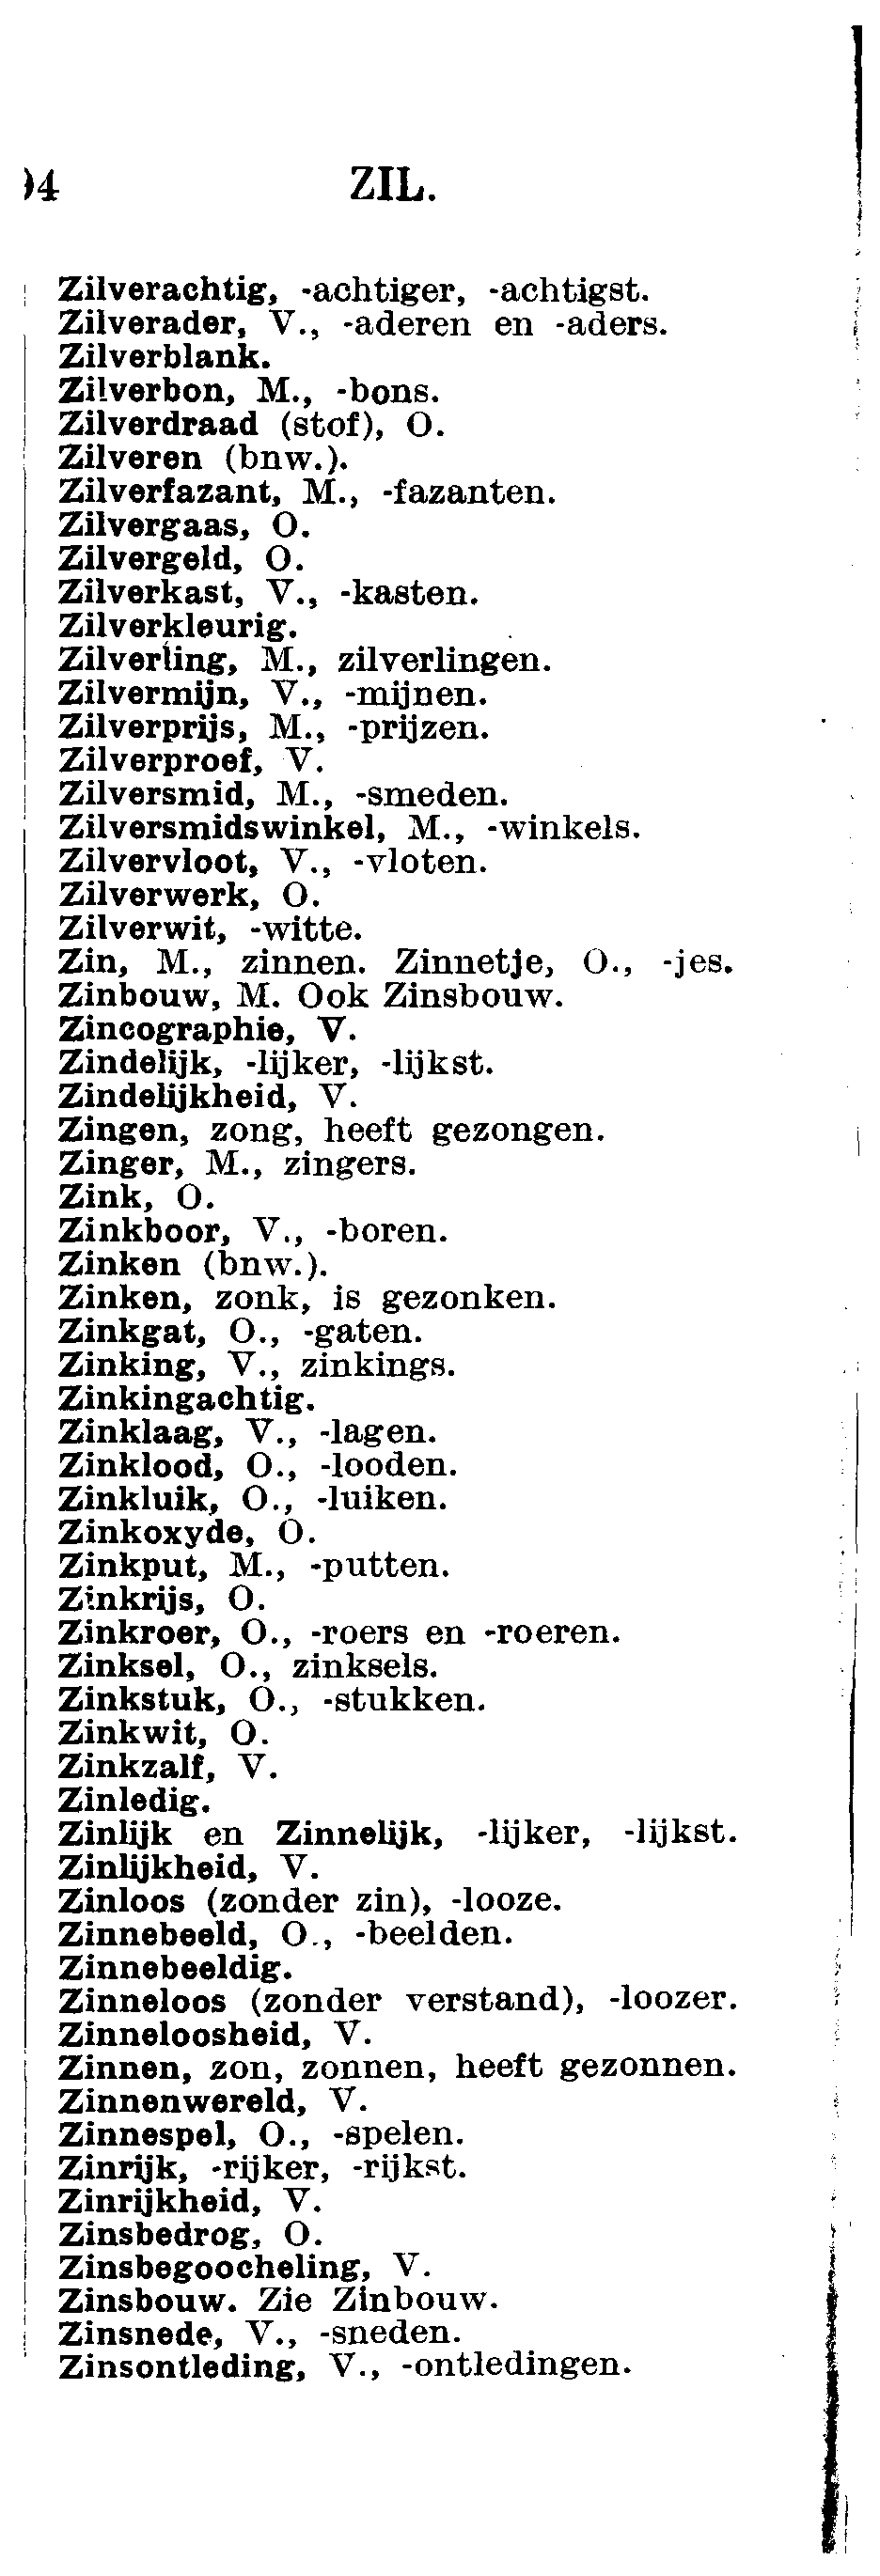 94 ZIL.
Zilverachtig, -achtiger, -achtigst.
Zilverader, V., -aderen en -aders.
Zilverblank.
Zilverbon, M., -bons.
Zilverdraad (stof), O.
Zilveren (bnw.).
Zilverfazant, M., -fazanten.
Zilvergaas, O.
Zilvergeld, O.
Zilverkast, V., -kasten.
Zilverkleurig.
Zilverling, M., zilverlingen.
Zilvermijn, V., -mijnen.
Zilverprijs, M., -prijzen.
Zilverproef, V.
Zilversmid, M., -smeden.
Zilversmidswinkel, M., -winkels.
Zilvervloot, V., -vloten.
Zilverwerk, O.
Zilverwit, -witte.
Zin, M., zinnen. Zinnetje, O., -jes.
Zinbouw, M. Ook Zinsbouw.
Zincographie, V.
Zindelijk, -lijker, -lijkst.
Zindelijkheid, V.
Zingen, zong, heeft gezongen.
Zinger, M., zingers.
Zink, O.
Zinkboor, V., -boren.
Zinken (bnw.).
Zinken, zonk, is gezonken.
Zinkgat, O., -gaten.
Zinking, V., zinkings.
Zinkingachtig.
Zinklaag, V., -lagen.
Zinklood, O., -looden.
Zinkluik, O., -luiken.
Zinkoxyde, O.
Zinkput, M., -putten.
Zinkrijs, O.
Zinkroer, O., -roers en -roeren.
Zinksel, O., zinksels.
Zinkstuk, O., -stukken.
Zinkwit, O.
Zinkzalf, V.
Zinledig.
Zinlijk en Zinnelijk, -lijker, -lijkst.
Zinlijkheid, V.
Zinloos (zonder zin), -looze.
Zinnebeeld, O., -beelden.
Zinnebeeldig.
Zinneloos (zonder verstand), -loozer.
Zinneloosheid, V.
Zinnen, zon, zonnen, heeft gezonnen.
Zinnenwereld, V.
Zinnespel, O., -spelen.
Zinrijk, -rijker, -rijkst.
Zinrijkheid, V.
Zinsbedrog, O.
Zinsbegoocheling, V.
Zinsbouw. Zie Zinbouw.
Zinsnede, V., -sneden.
Zinsontleding, V., -ontledingen.